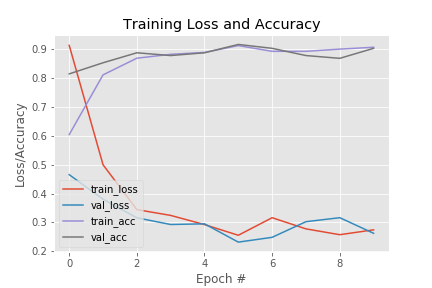 Training Loss and Accuracy
Loss/Accuracy
0.9
0.8
0.7
0.6
0.5
0.4
0.3
0.2
train_loss
val_loss
train_acc
val_acc
0 2 4 6 8
Epoch #